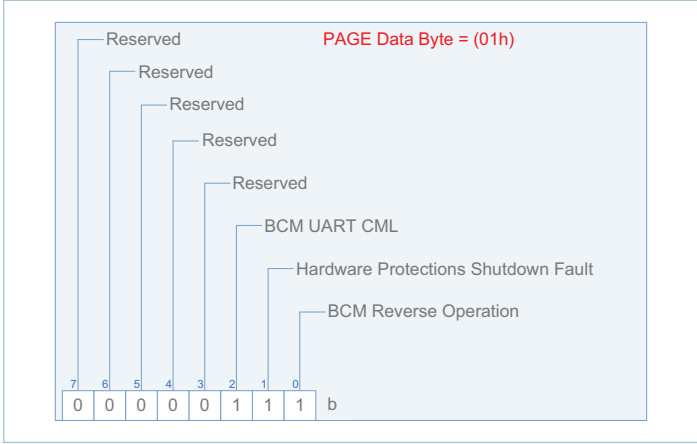 Reserved PAGE Data Byte = (01h)
Reserved
Reserved
Reserved
Reserved
BCM UART CML
Hardware Protections Shutdown Fault
BCM Reverse Operation
7 6 5 4 3 2 1 0
0 0 0 0 0 1 1 1 b